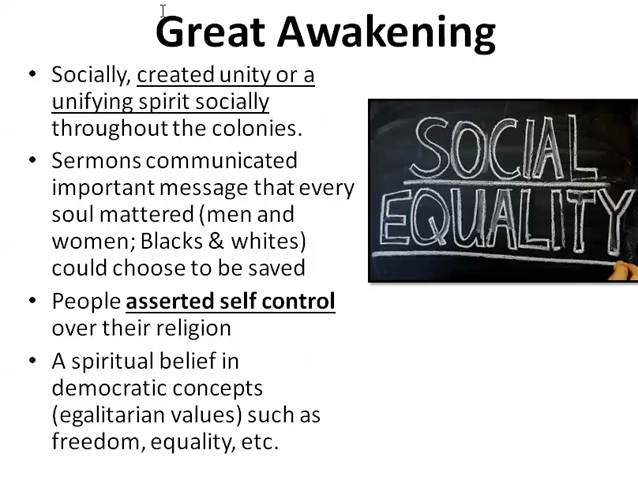 Great Awakening
• Socially, created unity or a
unifying spirit socially
throughout the colonies.
• Sermons communicated
important message that every
soul mattered (men and
women; Blacks & whites)
could choose to be saved
• People asserted self control
over their religion
• A spiritual belief in
democratic concepts
(egalitarian values) such as
freedom, equality, etc.
SOCIAL
EQUALITY